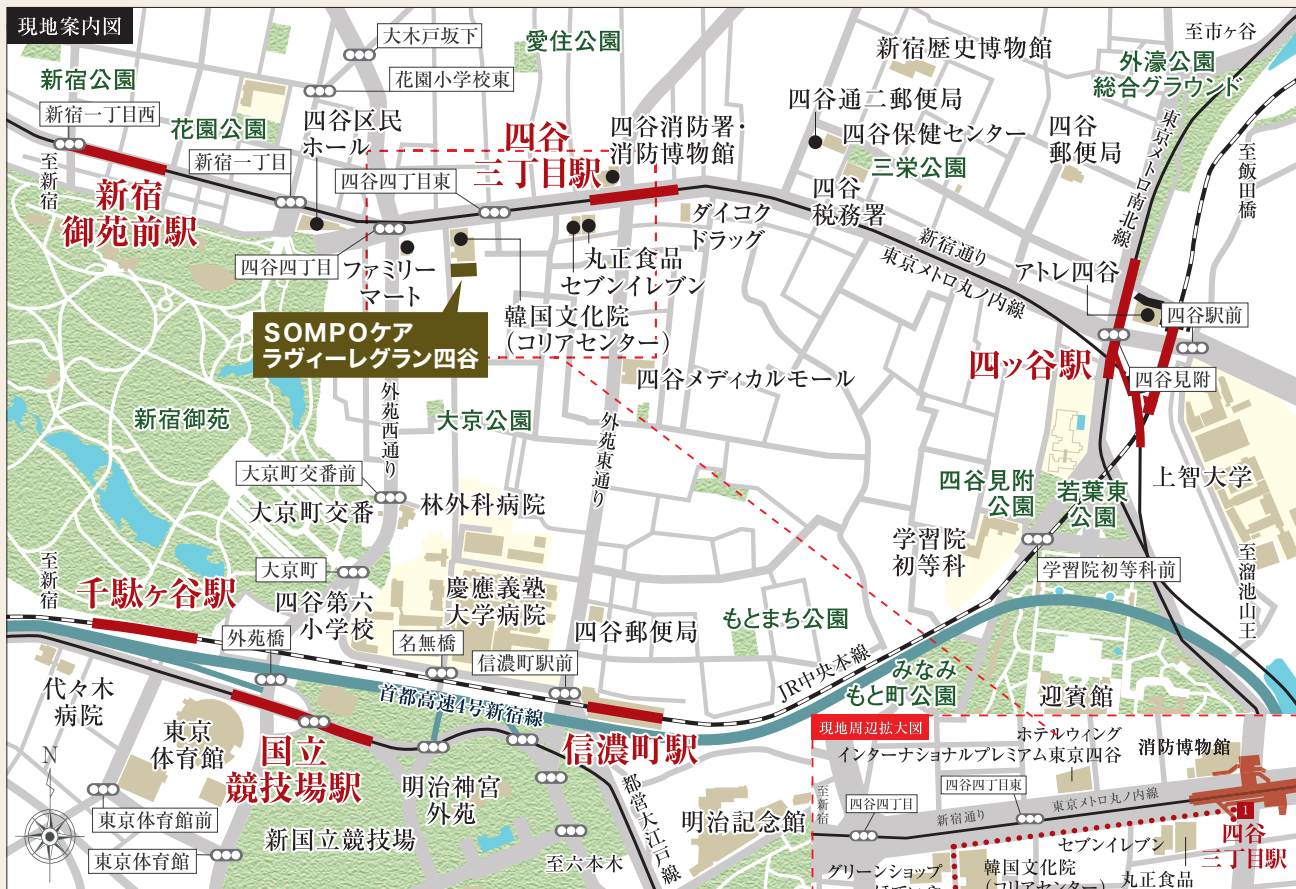 現地案内図
大木戸坂下
愛住公園
新宿歴史博物館
至市ヶ谷
外濠公園
総合グラウンド
新宿公園
花園小学校東
新宿一丁目西
花園公園
四谷区民
ホール
四谷
三丁目駅
四谷消防署・
消防博物館
四谷通二郵便局
四谷保健センター
三栄公園
四谷
郵便局
東京メトロ南北線
至飯田橋
至新宿
新宿一丁目
四谷四丁目東
新宿
御苑前駅
四谷
税務署
ダイコク
ドラッグ
新宿通り
東京メトロ丸ノ内線
アトレ四谷
四谷駅前
四谷四丁目
ファミリー
マート
丸正食品
セブンイレブン
韓国文化院
（コリアセンター）
SOMPOケア
ラヴィーレグラン四谷
四ッ谷駅
四谷見附
四谷メディカルモール
外苑西通り
大京公園
外苑東通り
新宿御苑
大京町交番前
大京町交番
林外科病院
四谷見附
公園
若葉東
公園
上智大学
学習院
初等科
学習院初等科前
至溜池山王
至新宿
千駄ヶ谷駅
大京町
四谷第六
小学校
慶應義塾
大学病院
四谷郵便局
もとまち公園
外苑橋
名無橋
信濃町駅前
首都高速4号新宿線
JR中央本線
みなみ
もと町公園
迎賓館
代々木
病院
東京
体育館
国立
競技場駅
信濃町駅
N
明治神宮
外苑
都営大江戸線
明治記念館
東京体育館前
新国立競技場
東京体育館
至六本木
現地周辺拡大図
ホテルウィング
インターナショナルプレミアム東京四谷
消防博物館
至新宿
四谷四丁目
四谷四丁目東
新宿通り
東京メトロ丸ノ内線
1
四谷
三丁目駅
セブンイレブン
丸正食品
グリーンショップ
韓国文化院
（コリアセンター）